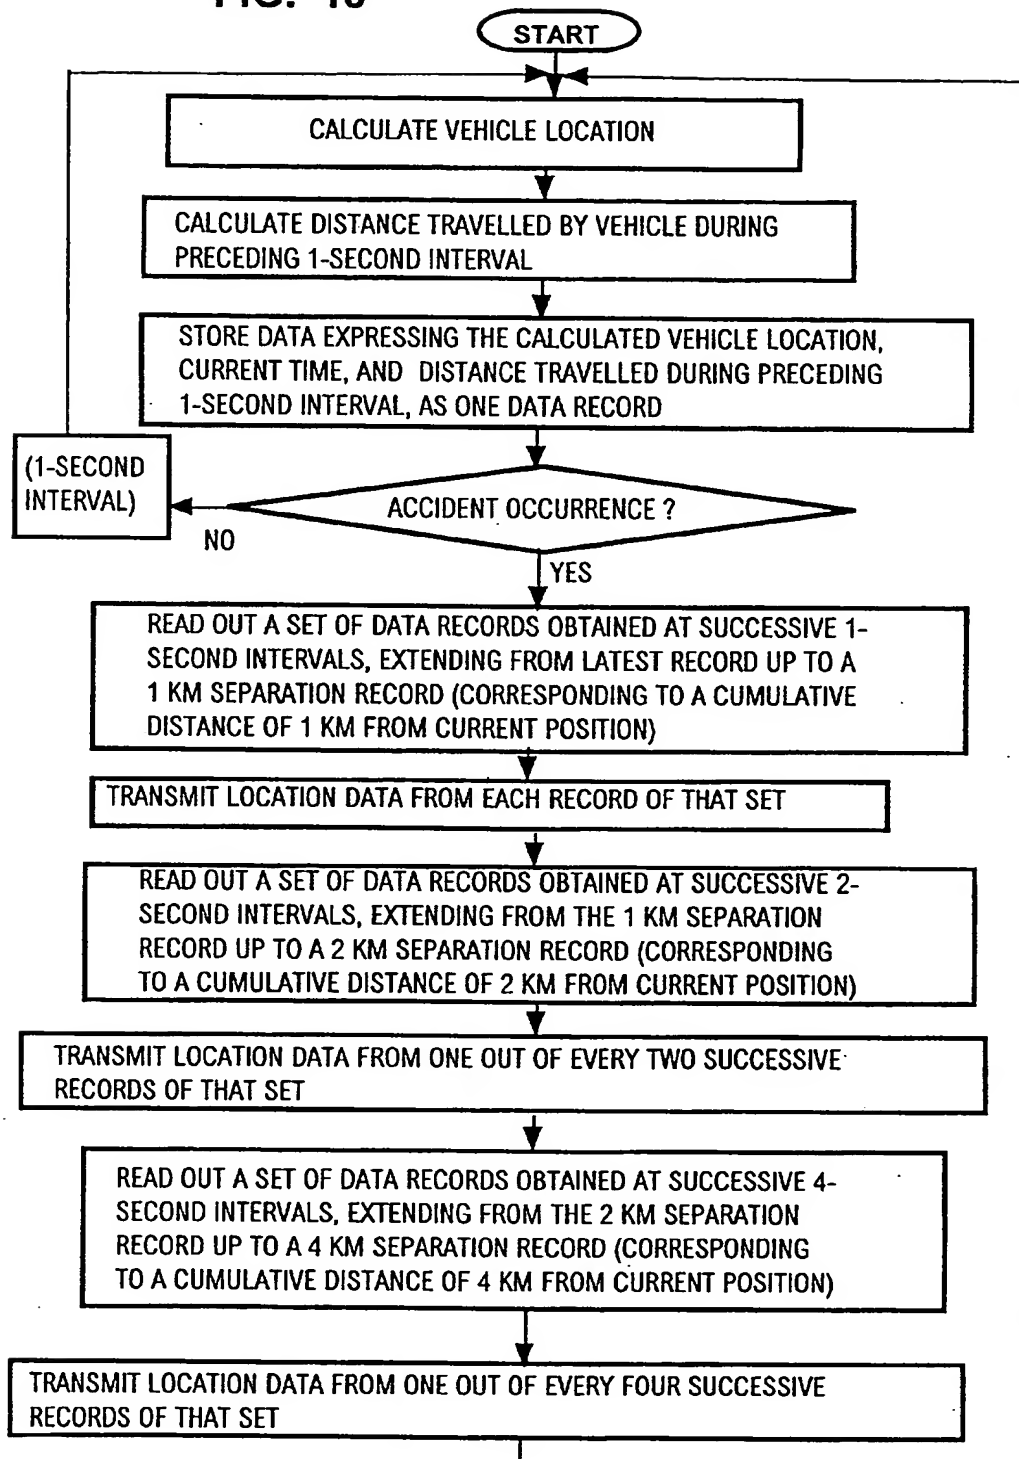 START
CALCULATE VEHICLE LOCATION
CALCULATE DISTANCE TRAVELLED BY VEHICLE DURING
PRECEDING 1-SECOND INTERVAL
STORE DATA EXPRESSING THE CALCULATED VEHICLE LOCATION,
CURRENT TIME, AND DISTANCE TRAVELLED DURING PRECEDING
1-SECOND INTERVAL, AS ONE DATA RECORD
(1-SECOND
INTERVAL)
ACCIDENT OCCURRENCE ?
NO
YES
READ OUT A SET OF DATA RECORDS OBTAINED AT SUCCESSIVE 1-
SECOND INTERVALS, EXTENDING FROM LATEST RECORD UP TO A
1 KM SEPARATION RECORD (CORRESPONDING TO A CUMULATIVE
DISTANCE OF 1 KM FROM CURRENT POSITION)
TRANSMIT LOCATION DATA FROM EACH RECORD OF THAT SET
READ OUT A SET OF DATA RECORDS OBTAINED AT SUCCESSIVE 2-
SECOND INTERVALS, EXTENDING FROM THE 1 KM SEPARATION
RECORD UP TO A 2 KM SEPARATION RECORD (CORRESPONDING
TO A CUMULATIVE DISTANCE OF 2 KM FROM CURRENT POSITION)
TRANSMIT LOCATION DATA FROM ONE OUT OF EVERY TWO SUCCESSIVE
RECORDS OF THAT SET
READ OUT A SET OF DATA RECORDS OBTAINED AT SUCCESSIVE 4-
SECOND INTERVALS, EXTENDING FROM THE 2 KM SEPARATION
RECORD UP TO A 4 KM SEPARATION RECORD (CORRESPONDING
TO A CUMULATIVE DISTANCE OF 4 KM FROM CURRENT POSITION)
TRANSMIT LOCATION DATA FROM ONE OUT OF EVERY FOUR SUCCESSIVE
RECORDS OF THAT SET